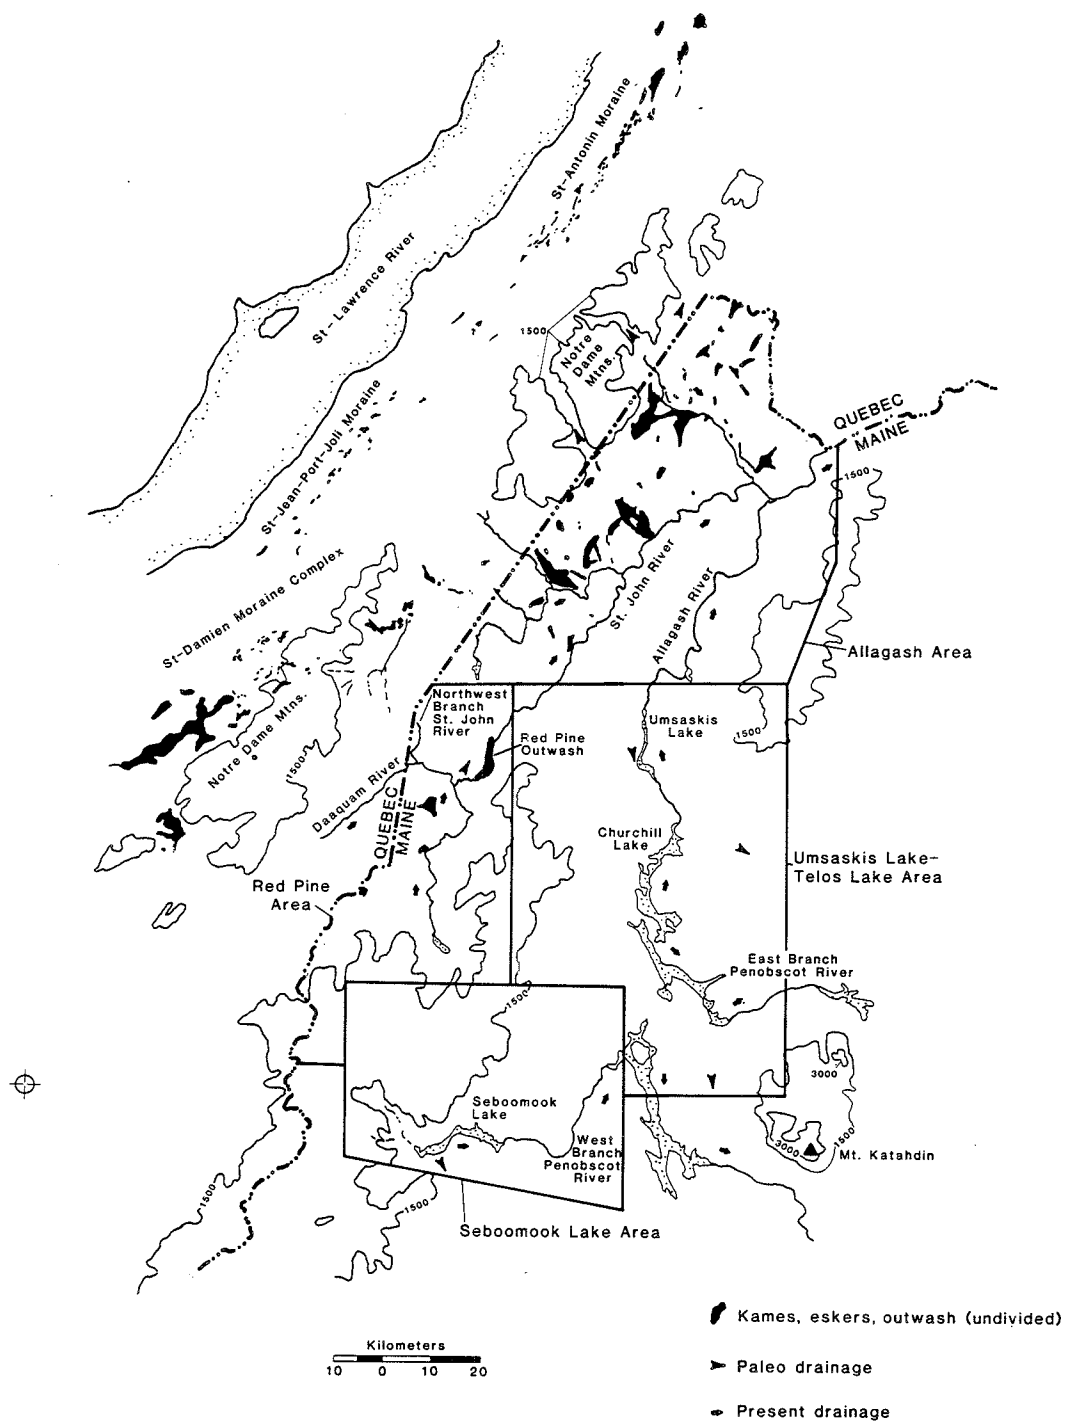 St-Antonin Moraine
St-Lawrence River
1500
Notre
Dame
Mtns.
St-Jean-Port-Joli Moraine
QUEBEC
MAINE
1500
St-Damien Moraine Complex
St. John River
Allagash River
Allagash Area
Notre Dame Mtns.
1500
Northwest
Branch
St. John
River
Red Pine
Outwash
Umsaskis
Lake
1500
Daaquam River
QUEBEC
MAINE
Churchill
Lake
Umsaskis Lake-
Telos Lake Area
Red Pine
Area
East Branch
Penobscot River
1500
3000
Seboomook
Lake
West
Branch
Penobscot
River
3000
1500
Mt. Katahdin
1500
1500
Seboomook Lake Area
Kames, eskers, outwash (undivided)
Kilometers
10 0 10 20
Paleo drainage
Present drainage